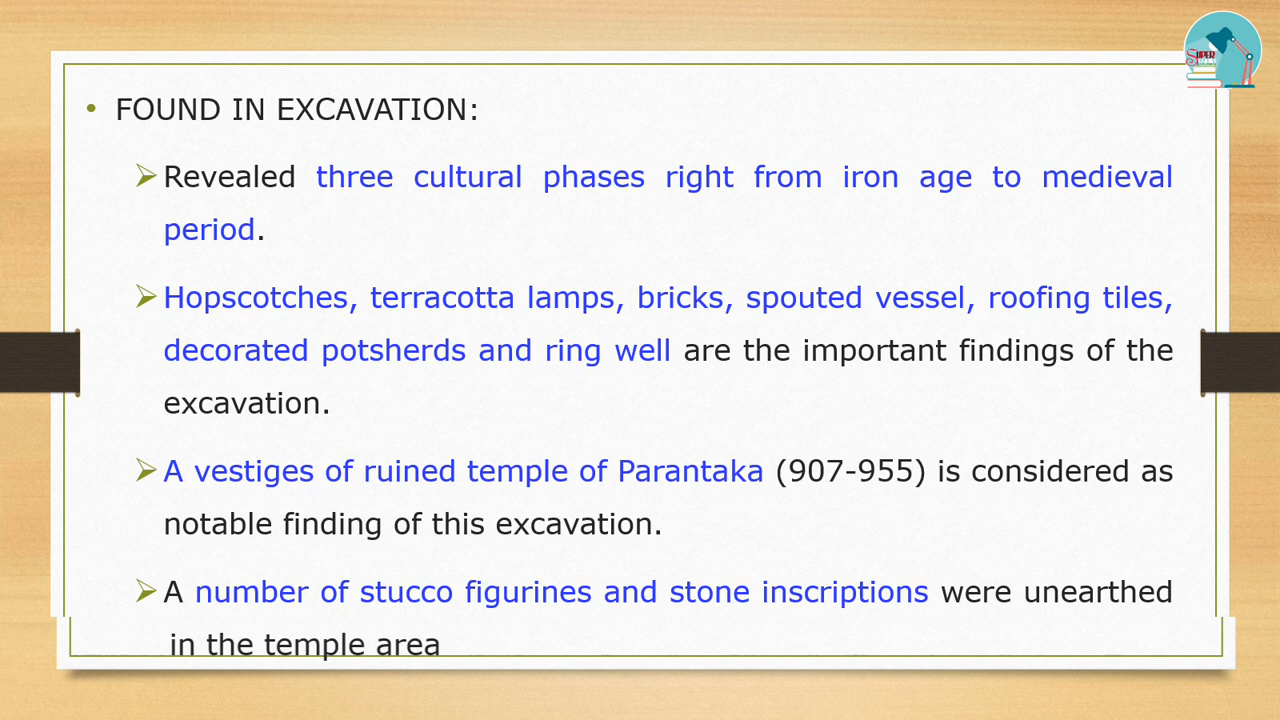 • FOUND IN EXCAVATION:
➢Revealed three cultural phases right from iron age to medieval
period.
➢Hopscotches, terracotta lamps, bricks, spouted vessel, roofing tiles,
decorated potsherds and ring well are the important findings of the
excavation.
➢A vestiges of ruined temple of Parantaka (907-955) is considered as
notable finding of this excavation.
➢A number of stucco figurines and stone inscriptions were unearthed
in the temple area